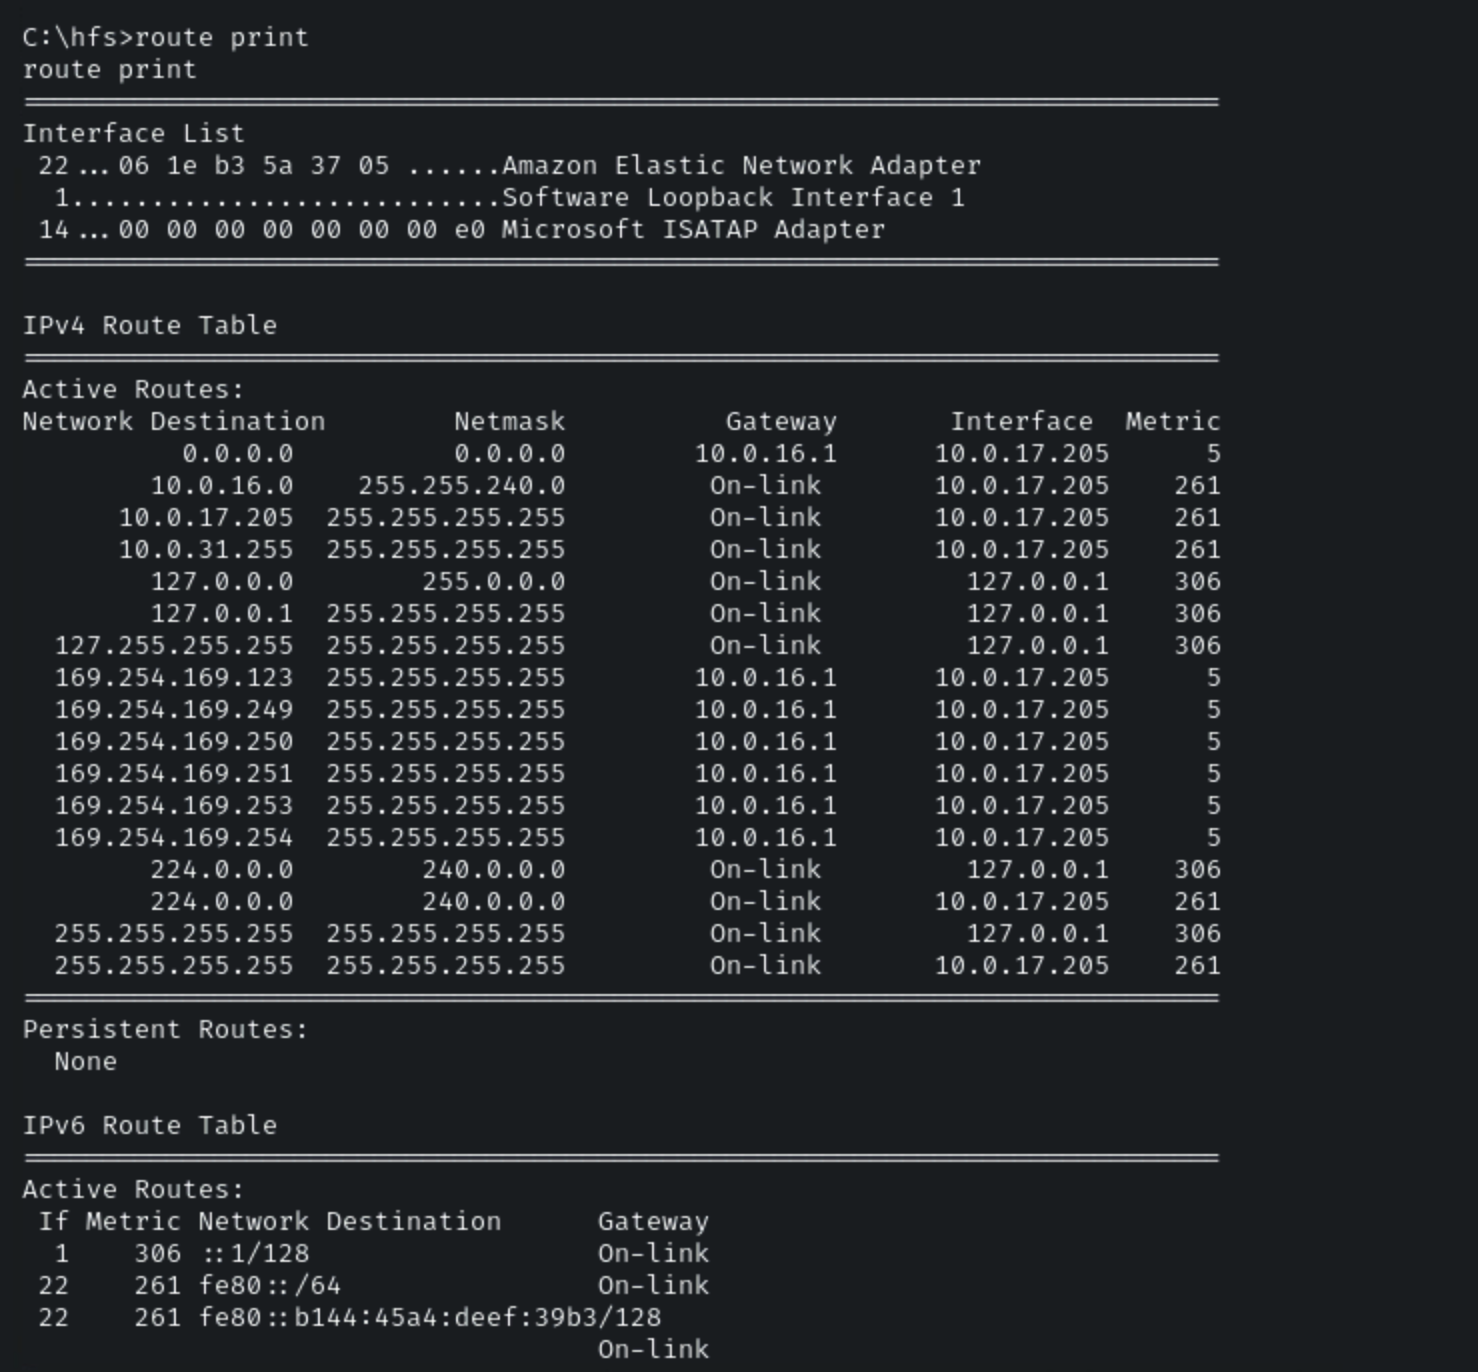 C:\hfs>route print
route print
===========================================================================
Interface List
 22...06 1e b3 5a 37 05 ......Amazon Elastic Network Adapter
  1...........................Software Loopback Interface 1
 14...00 00 00 00 00 00 00 e0 Microsoft ISATAP Adapter
===========================================================================

IPv4 Route Table
===========================================================================
Active Routes:
Network Destination        Netmask          Gateway       Interface  Metric
          0.0.0.0          0.0.0.0        10.0.16.1      10.0.17.205      5
        10.0.16.0    255.255.240.0         On-link       10.0.17.205    261
      10.0.17.205  255.255.255.255         On-link       10.0.17.205    261
      10.0.31.255  255.255.255.255         On-link       10.0.17.205    261
        127.0.0.0        255.0.0.0         On-link         127.0.0.1    306
        127.0.0.1  255.255.255.255         On-link         127.0.0.1    306
  127.255.255.255  255.255.255.255         On-link         127.0.0.1    306
  169.254.169.123  255.255.255.255        10.0.16.1      10.0.17.205      5
  169.254.169.249  255.255.255.255        10.0.16.1      10.0.17.205      5
  169.254.169.250  255.255.255.255        10.0.16.1      10.0.17.205      5
  169.254.169.251  255.255.255.255        10.0.16.1      10.0.17.205      5
  169.254.169.253  255.255.255.255        10.0.16.1      10.0.17.205      5
  169.254.169.254  255.255.255.255        10.0.16.1      10.0.17.205      5
        224.0.0.0        240.0.0.0         On-link         127.0.0.1    306
        224.0.0.0        240.0.0.0         On-link       10.0.17.205    261
  255.255.255.255  255.255.255.255         On-link         127.0.0.1    306
  255.255.255.255  255.255.255.255         On-link       10.0.17.205    261
===========================================================================
Persistent Routes:
  None

IPv6 Route Table
===========================================================================
Active Routes:
 If Metric Network Destination      Gateway
  1    306 ::1/128                  On-link
 22    261 fe80::/64                On-link
 22    261 fe80::b144:45a4:deef:39b3/128
                                    On-link